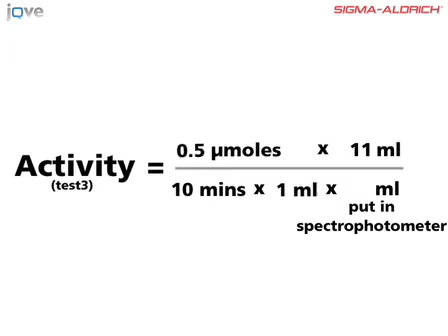 jove
SIGMA-ALDRICH
0.5 µmoles x 11 ml
Activity =
(test3)
10 mins x 1 ml x ml
put in
spectrophotometer